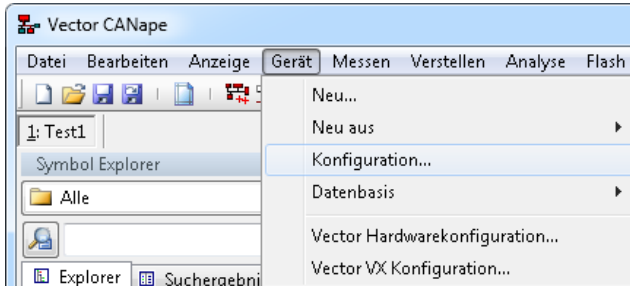 Vector CANape
Datei Bearbeiten Anzeige Gerät Messen Verstellen Analyse Flash
Neu...
1: Test1
Neu aus
Symbol Explorer
Konfiguration...
Alle
Datenbasis
Vector Hardwarekonfiguration...
Vector VX Konfiguration...
Explorer